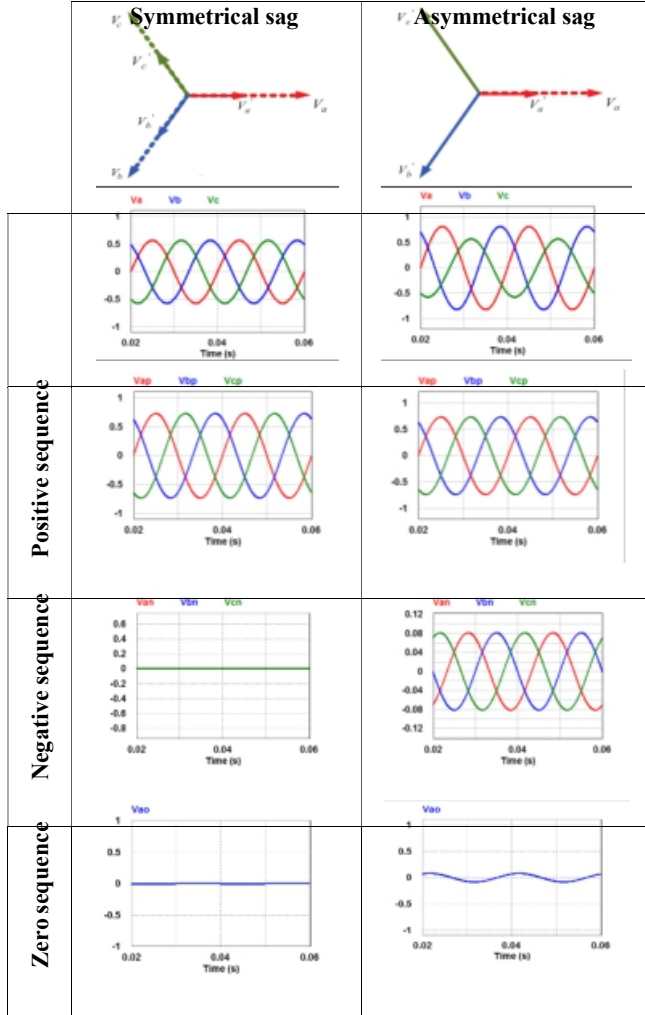 Symmetrical sag
Asymmetrical sag
Vc
Vc'
Vb'
Vb
Va'
Va
Vc'
Vb'
Va'
Va
Va Vb Vc
1
0.5
0
-0.5
-1
0.02 0.04 0.06
Time (s)
Va Vb Vc
1
0.5
0
-0.5
-1
0.02 0.04 0.06
Time (s)
Positive sequence
Vap Vbp Vcp
1
0.5
0
-0.5
-1
0.02 0.04 0.06
Time (s)
Vap Vbp Vcp
1
0.5
0
-0.5
-1
0.02 0.04 0.06
Time (s)
Negative sequence
Van Vbn Vcn
0.6
0.4
0.2
0
-0.2
-0.4
-0.6
-0.8
0.02 0.04 0.06
Time (s)
Van Vbn Vcn
0.12
0.08
0.04
0
-0.04
-0.08
-0.12
0.02 0.04 0.06
Time (s)
Zero sequence
Vao
1
0.5
0
-0.5
-1
0.02 0.04 0.06
Time (s)
Vao
1
0.5
0
-0.5
-1
0.02 0.04 0.06
Time (s)